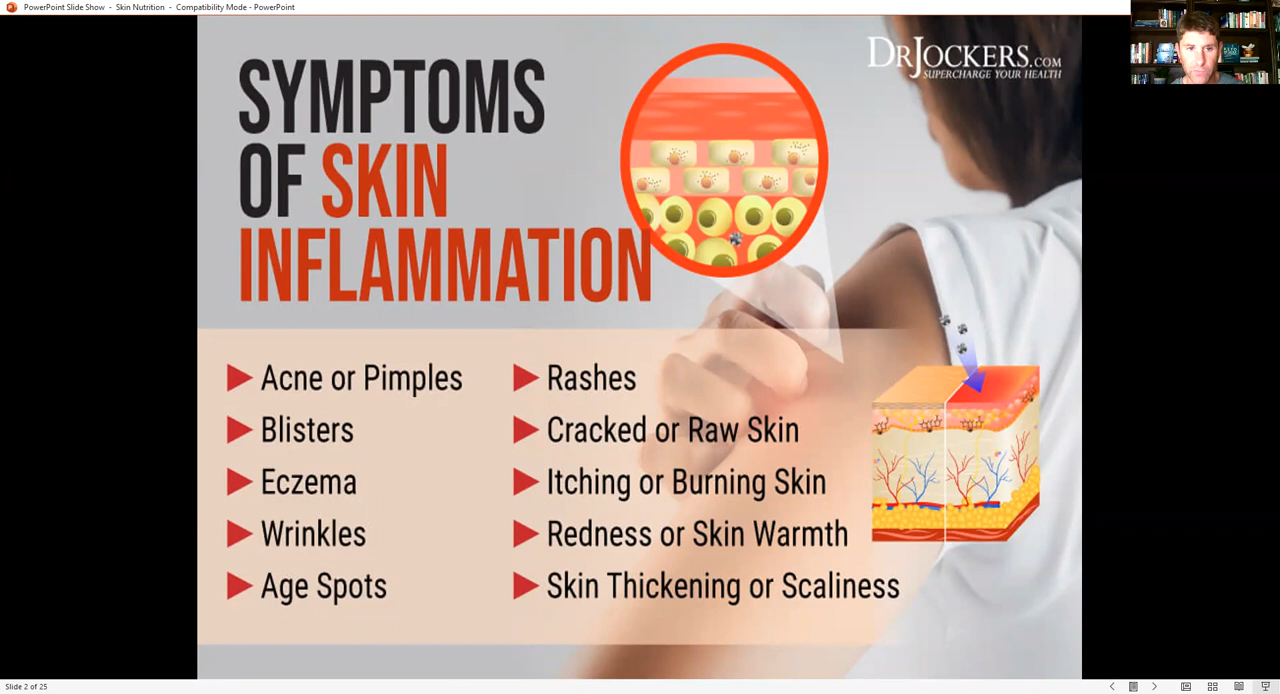 PowerPoint Slide Show - Skin Nutrition - Compatibility Mode - PowerPoint
DRJOCKERS.COM
SUPERCHARGE YOUR HEALTH
SYMPTOMS
OF SKIN
INFLAMMATION
Acne or Pimples
Blisters
Eczema
Wrinkles
Age Spots
Rashes
Cracked or Raw Skin
Itching or Burning Skin
Redness or Skin Warmth
Skin Thickening or Scaliness
Slide 2 of 25